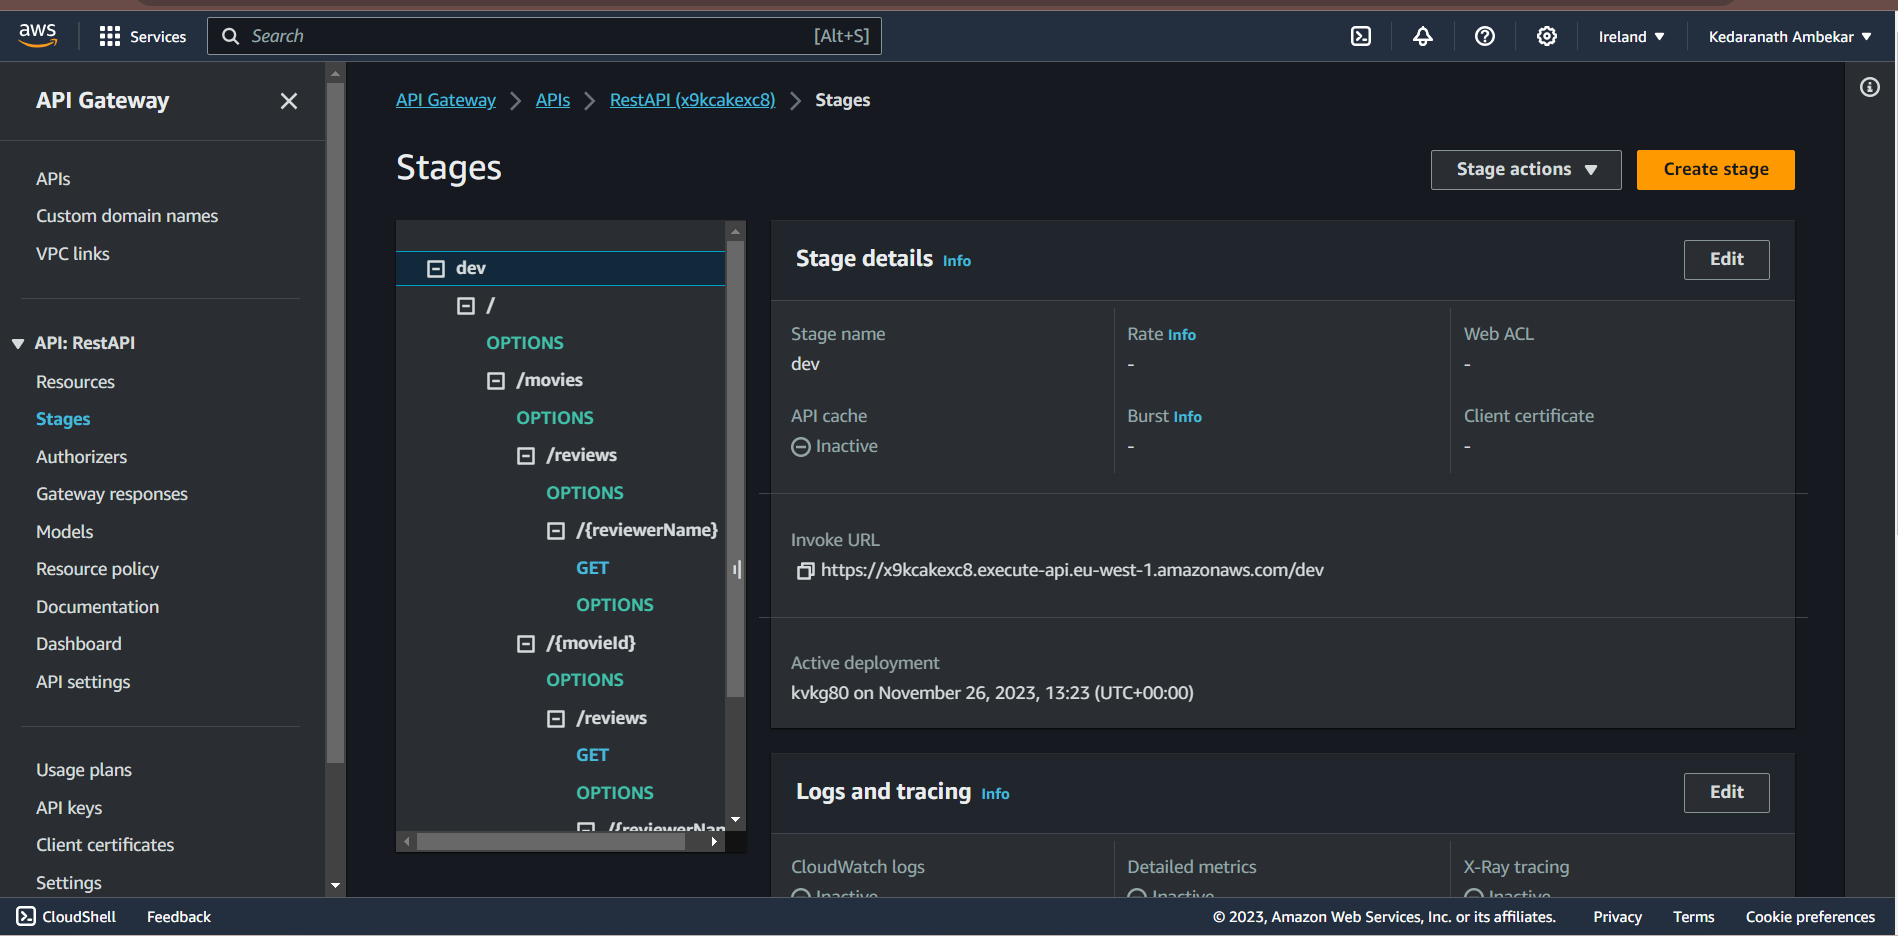 aws
Services
Search
[Alt+S]
Ireland
Kedaranath Ambekar
API Gateway
APIs
Custom domain names
VPC links
API: RestAPI
Resources
Stages
Authorizers
Gateway responses
Models
Resource policy
Documentation
Dashboard
API settings
Usage plans
API keys
Client certificates
Settings
API Gateway
APIs
RestAPI (x9kcakexc8)
Stages
Stages
Stage actions
Create stage
dev
/
OPTIONS
/movies
OPTIONS
/reviews
OPTIONS
/{reviewerName}
GET
OPTIONS
/{movieId}
OPTIONS
/reviews
GET
OPTIONS
/{reviewerNam
Stage details Info
Edit
Stage name
dev
Rate Info
-
Web ACL
-
API cache
Inactive
Burst Info
-
Client certificate
-
Invoke URL
https://x9kcakexc8.execute-api.eu-west-1.amazonaws.com/dev
Active deployment
kvkg80 on November 26, 2023, 13:23 (UTC+00:00)
Logs and tracing Info
Edit
CloudWatch logs
Inactive
Detailed metrics
Inactive
X-Ray tracing
Inactive
CloudShell
Feedback
© 2023, Amazon Web Services, Inc. or its affiliates.
Privacy
Terms
Cookie preferences